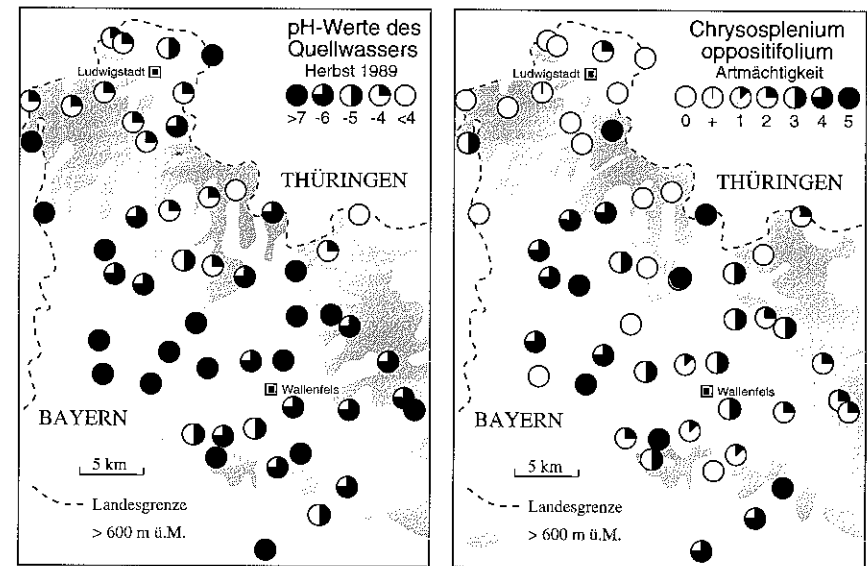 pH-Werte des
Quellwassers
Herbst 1989
>7 -6 -5 -4 <4
Ludwigstadt
THÜRINGEN
Wallenfels
BAYERN
5 km
Landesgrenze
> 600 m ü.M.
Chrysosplenium
oppositifolium
Artmächtigkeit
0 + 1 2 3 4 5
Ludwigstadt
THÜRINGEN
Wallenfels
BAYERN
5 km
Landesgrenze
> 600 m ü.M.